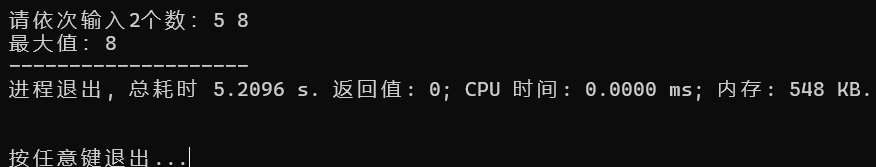 请依次输入2个数: 5 8
最大值: 8
--------------------
进程退出, 总耗时 5.2096 s. 返回值: 0; CPU 时间: 0.0000 ms; 内存: 548 KB.
按任意键退出...